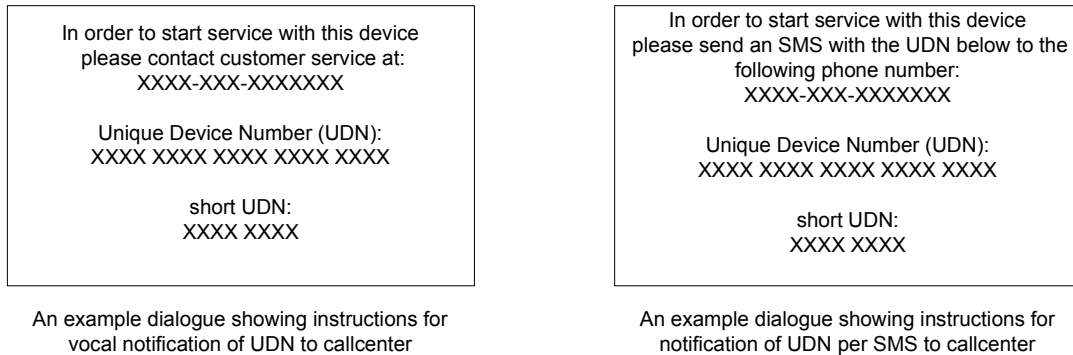 In order to start service with this device
please contact customer service at:
XXXX-XXX-XXXXXXX
Unique Device Number (UDN):
XXXX XXXX XXXX XXXX XXXX
short UDN:
XXXX XXXX
An example dialogue showing instructions for
vocal notification of UDN to callcenter
In order to start service with this device
please send an SMS with the UDN below to the
following phone number:
XXXX-XXX-XXXXXXX
Unique Device Number (UDN):
XXXX XXXX XXXX XXXX XXXX
short UDN:
XXXX XXXX
An example dialogue showing instructions for
notification of UDN per SMS to callcenter